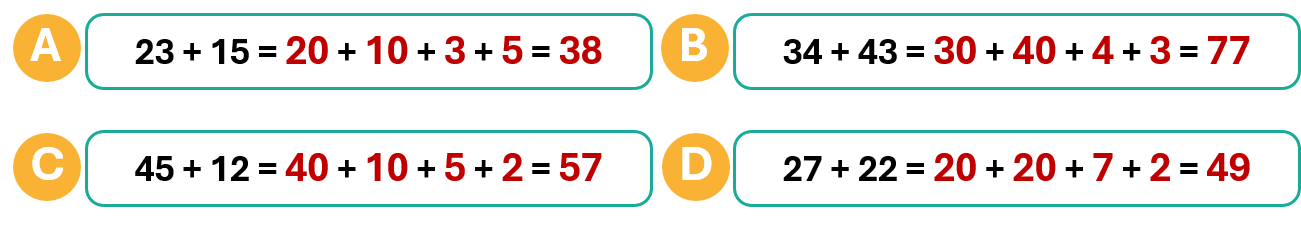 A 23 + 15 = 20 + 10 + 3 + 5 = 38
B 34 + 43 = 30 + 40 + 4 + 3 = 77
C 45 + 12 = 40 + 10 + 5 + 2 = 57
D 27 + 22 = 20 + 20 + 7 + 2 = 49